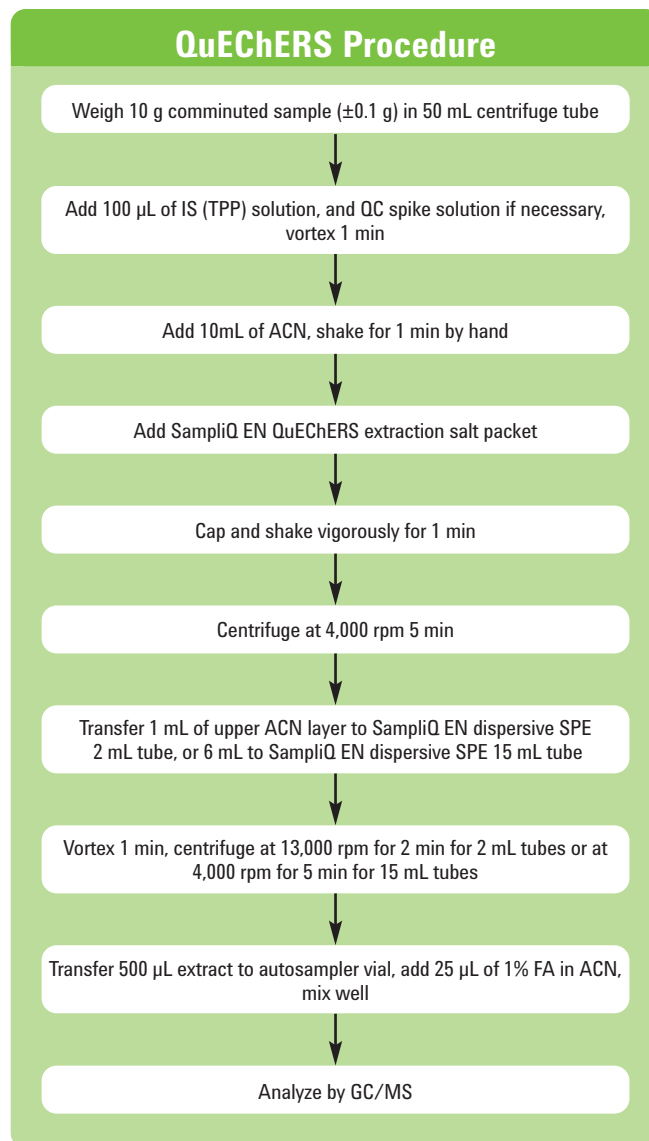 QuEChERS Procedure
Weigh 10 g comminuted sample (±0.1 g) in 50 mL centrifuge tube
Add 100 µL of IS (TPP) solution, and QC spike solution if necessary,
vortex 1 min
Add 10mL of ACN, shake for 1 min by hand
Add SampliQ EN QuEChERS extraction salt packet
Cap and shake vigorously for 1 min
Centrifuge at 4,000 rpm 5 min
Transfer 1 mL of upper ACN layer to SampliQ EN dispersive SPE
2 mL tube, or 6 mL to SampliQ EN dispersive SPE 15 mL tube
Vortex 1 min, centrifuge at 13,000 rpm for 2 min for 2 mL tubes or at
4,000 rpm for 5 min for 15 mL tubes
Transfer 500 µL extract to autosampler vial, add 25 µL of 1% FA in ACN,
mix well
Analyze by GC/MS